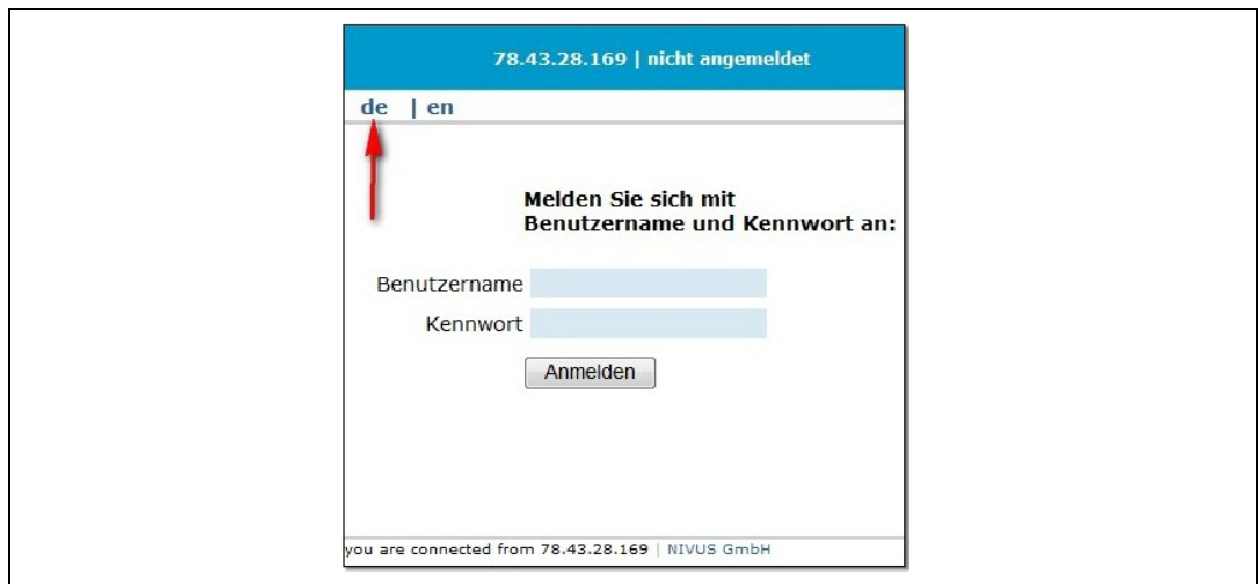 78.43.28.169 | nicht angemeldet
de | en
Melden Sie sich mit
Benutzername und Kennwort an:
Benutzername
Kennwort
Anmelden
you are connected from 78.43.28.169 | NIVUS GmbH